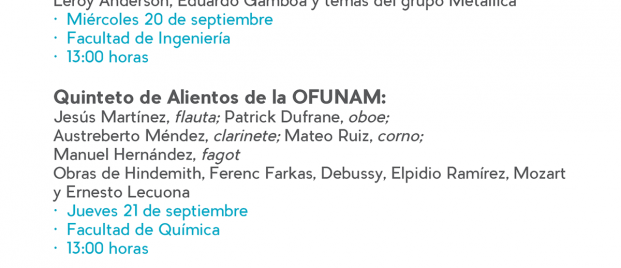 Leroy Anderson, Eduardo Gamboa y temas del grupo Metallica
· Miércoles 20 de septiembre
· Facultad de Ingeniería
· 13:00 horas
Quinteto de Alientos de la OFUNAM:
Jesús Martínez, flauta; Patrick Dufrane, oboe;
Austreberto Méndez, clarinete; Mateo Ruiz, corno;
Manuel Hernández, fagot
Obras de Hindemith, Ferenc Farkas, Debussy, Elpidio Ramírez, Mozart
y Ernesto Lecuona
· Jueves 21 de septiembre
· Facultad de Química
· 13:00 horas